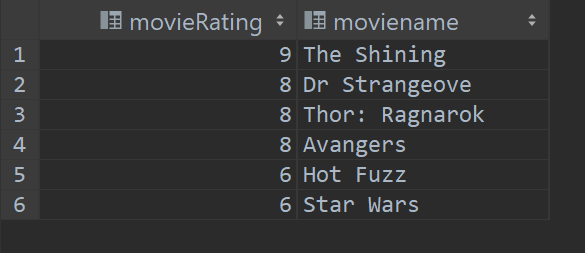 movieRating moviename
1 9 The Shining
2 8 Dr Strangeove
3 8 Thor: Ragnarok
4 8 Avangers
5 6 Hot Fuzz
6 6 Star Wars